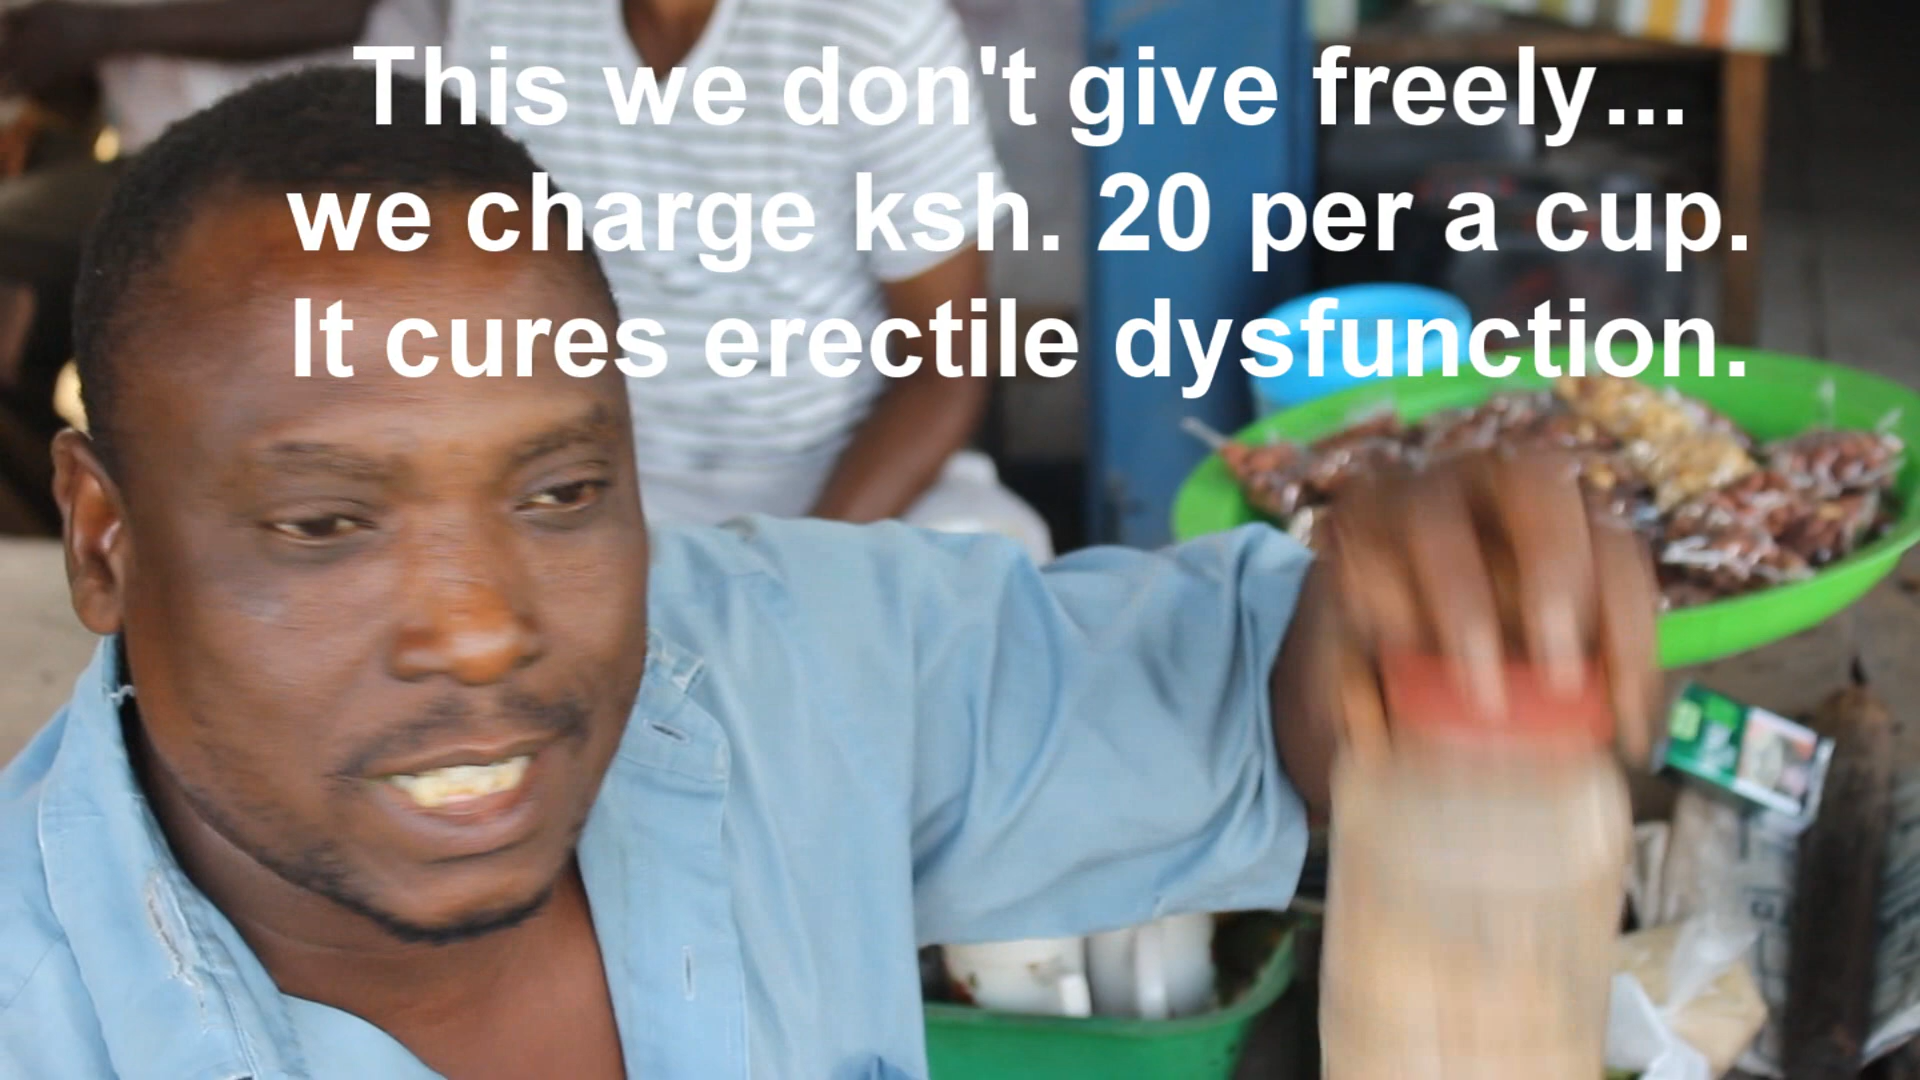 This we don't give freely...
we charge ksh. 20 per a cup.
It cures erectile dysfunction.